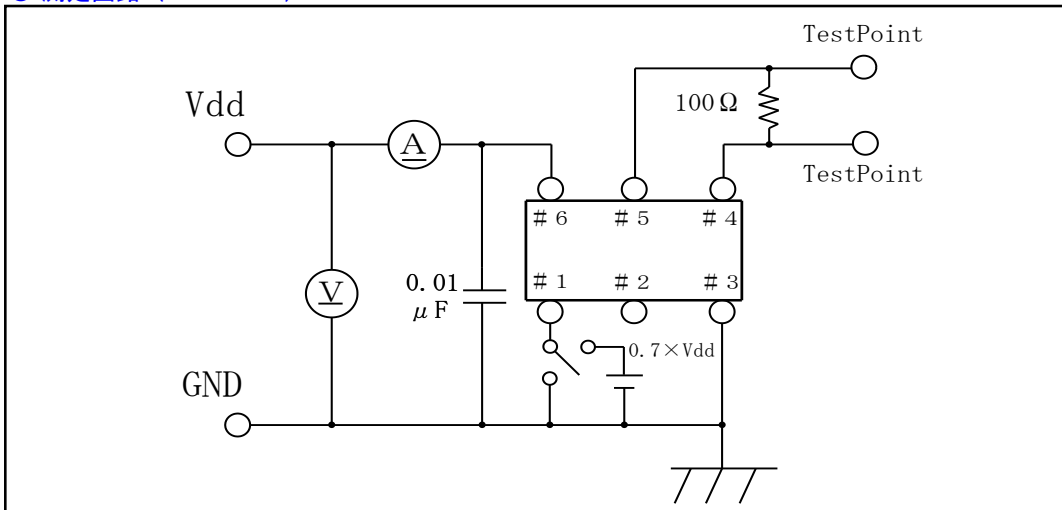 TestPoint
100Ω
Vdd
A
TestPoint
#6 #5 #4
#1 #2 #3
V
0.01
μF
0.7×Vdd
GND